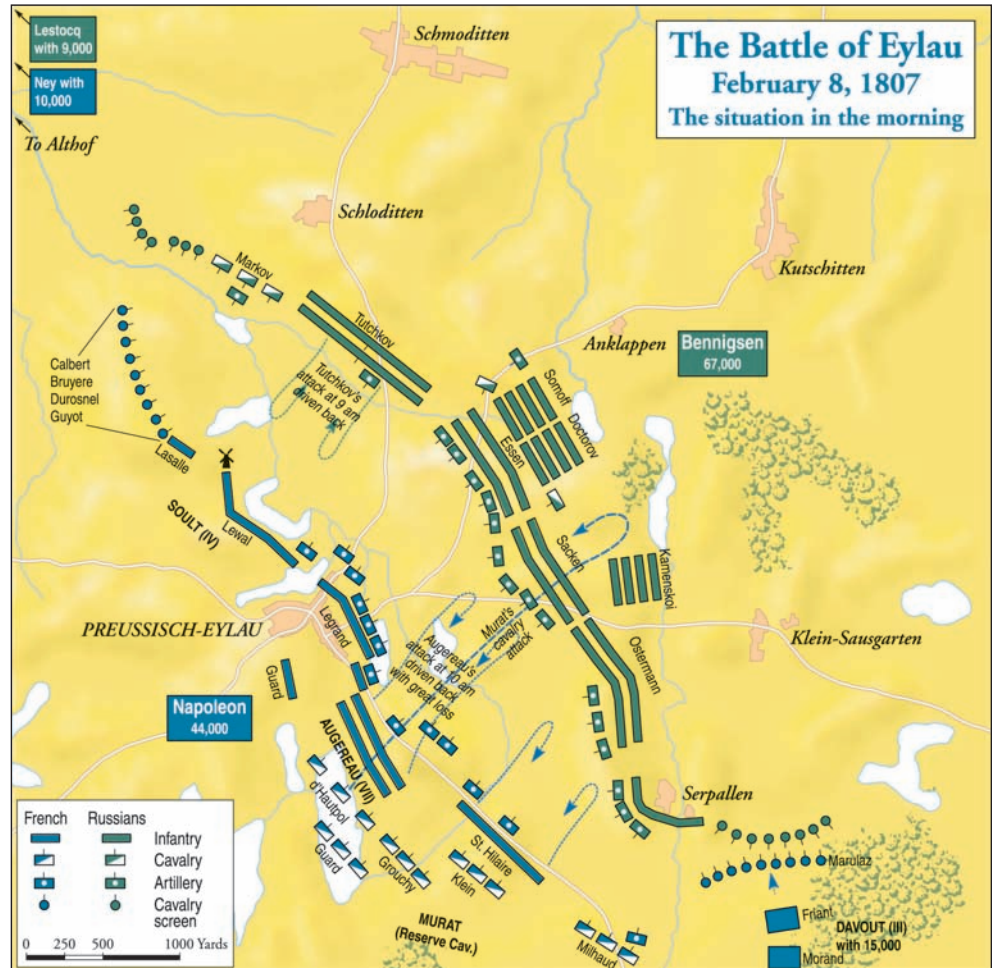 Lestocq
with 9,000
Ney with
10,000
To Althof
The Battle of Eylau
February 8, 1807
The situation in the morning
Schmoditten
Schloditten
Kutschitten
Anklappen
Bennigsen
67,000
Markov
Tutchkov
Tutchkov's
attack at 9 am
driven back
Calbert
Bruyere
Durosnel
Guyot
Lasalle
SOULT (IV)
Lewal
Essen
Somoff
Doctorov
Sacken
Kamenskoi
Ostermann
Legrand
PREUSSISCH-EYLAU
Guard
Augereau's
attack at 10 am
driven back
with great loss
Murat's
cavalry
attack
Klein-Sausgarten
Napoleon
44,000
AUGEREAU (VII)
d'Hautpol
Guard
Grouchy
Klein
St. Hilaire
MURAT
(Reserve Cav.)
Milhaud
Serpallen
Marulaz
Friant
DAVOUT (III)
with 15,000
Morand
French Russians
Infantry
Cavalry
Artillery
Cavalry
screen
0 250 500 1000 Yards